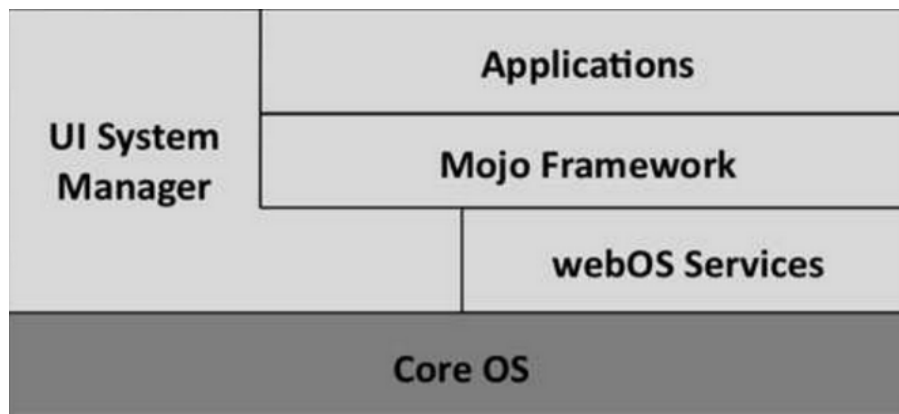 Applications
UI System
Manager
Mojo Framework
webOS Services
Core OS